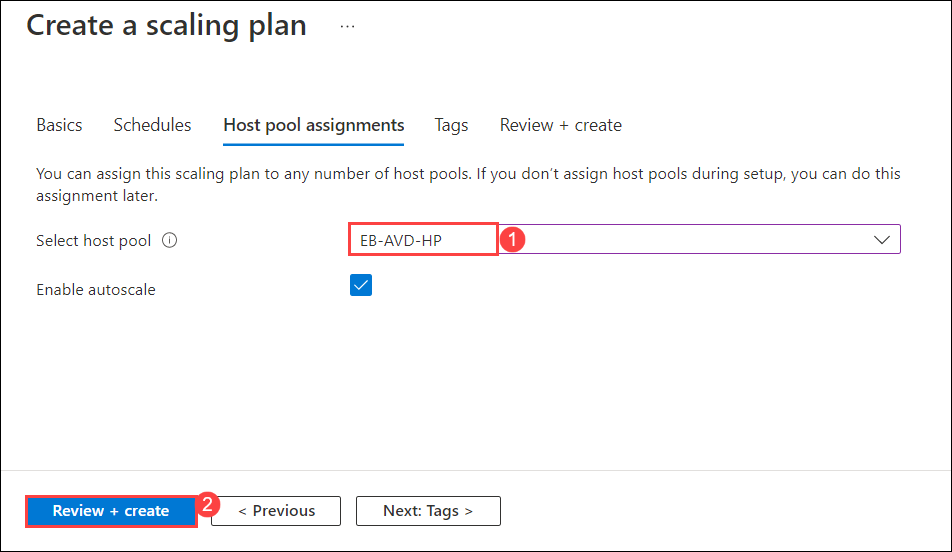 Create a scaling plan ...
Basics Schedules Host pool assignments Tags Review + create
You can assign this scaling plan to any number of host pools. If you don’t assign host pools during setup, you can do this
assignment later.
Select host pool EB-AVD-HP 1
Enable autoscale
Review + create 2 < Previous Next: Tags >